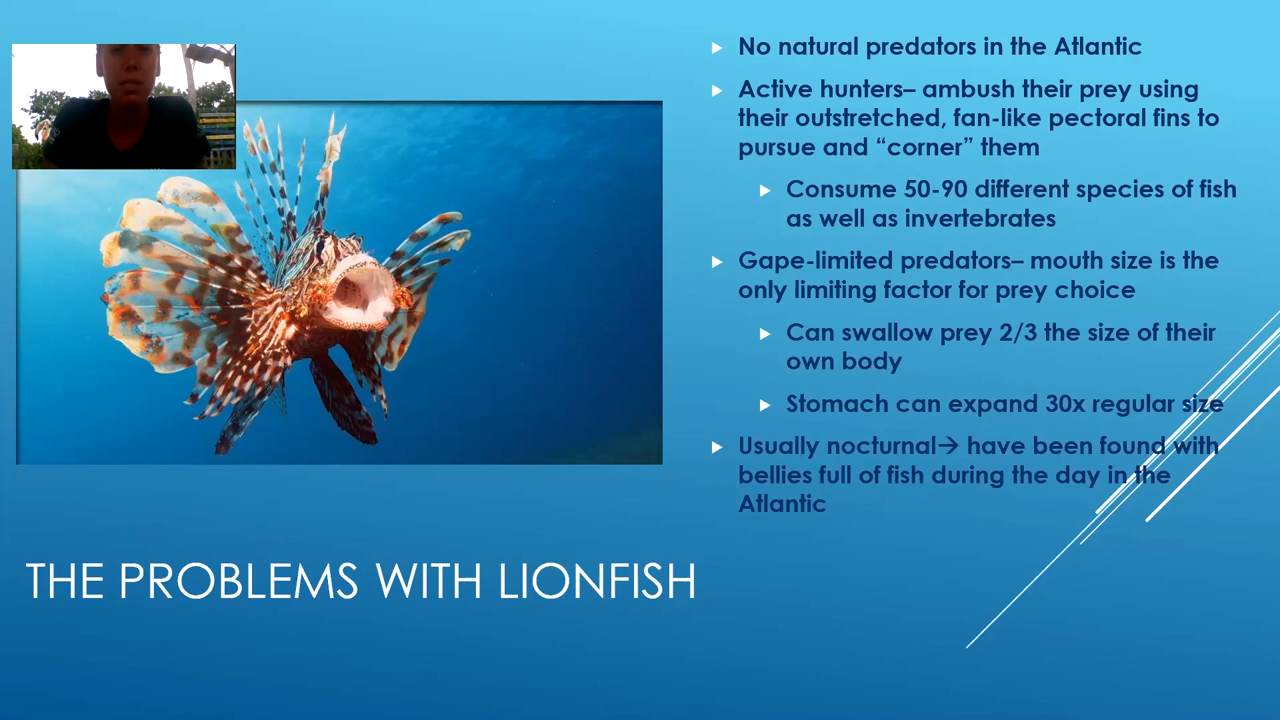 No natural predators in the Atlantic
Active hunters– ambush their prey using
their outstretched, fan-like pectoral fins to
pursue and “corner” them
Consume 50-90 different species of fish
as well as invertebrates
Gape-limited predators– mouth size is the
only limiting factor for prey choice
Can swallow prey 2/3 the size of their
own body
Stomach can expand 30x regular size
Usually nocturnal→ have been found with
bellies full of fish during the day in the
Atlantic
THE PROBLEMS WITH LIONFISH